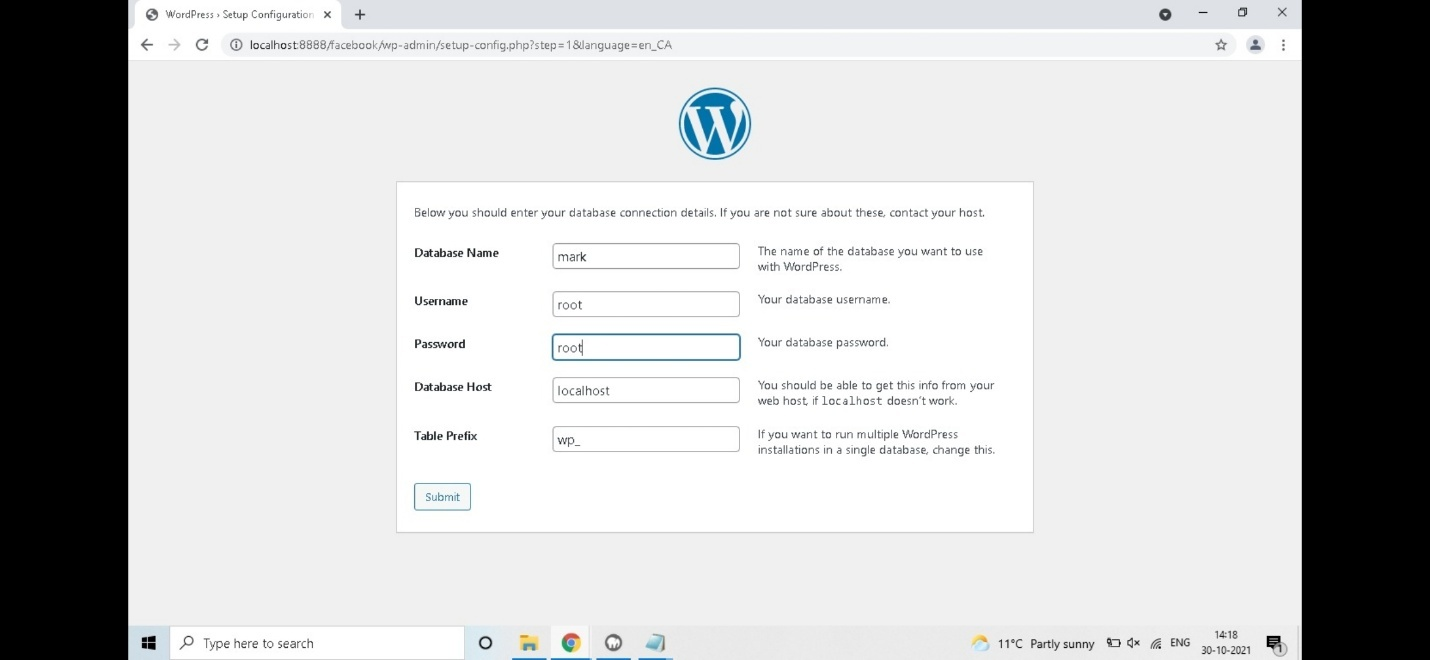 WordPress › Setup Configuration
localhost:8888/facebook/wp-admin/setup-config.php?step=1&language=en_CA
Below you should enter your database connection details. If you are not sure about these, contact your host.
Database Name
mark
The name of the database you want to use
with WordPress.
Username
root
Your database username.
Password
root
Your database password.
Database Host
localhost
You should be able to get this info from your
web host, if localhost doesn't work.
Table Prefix
wp_
If you want to run multiple WordPress
installations in a single database, change this.
Submit
Type here to search
11°C Partly sunny
ENG
14:18
30-10-2021
1